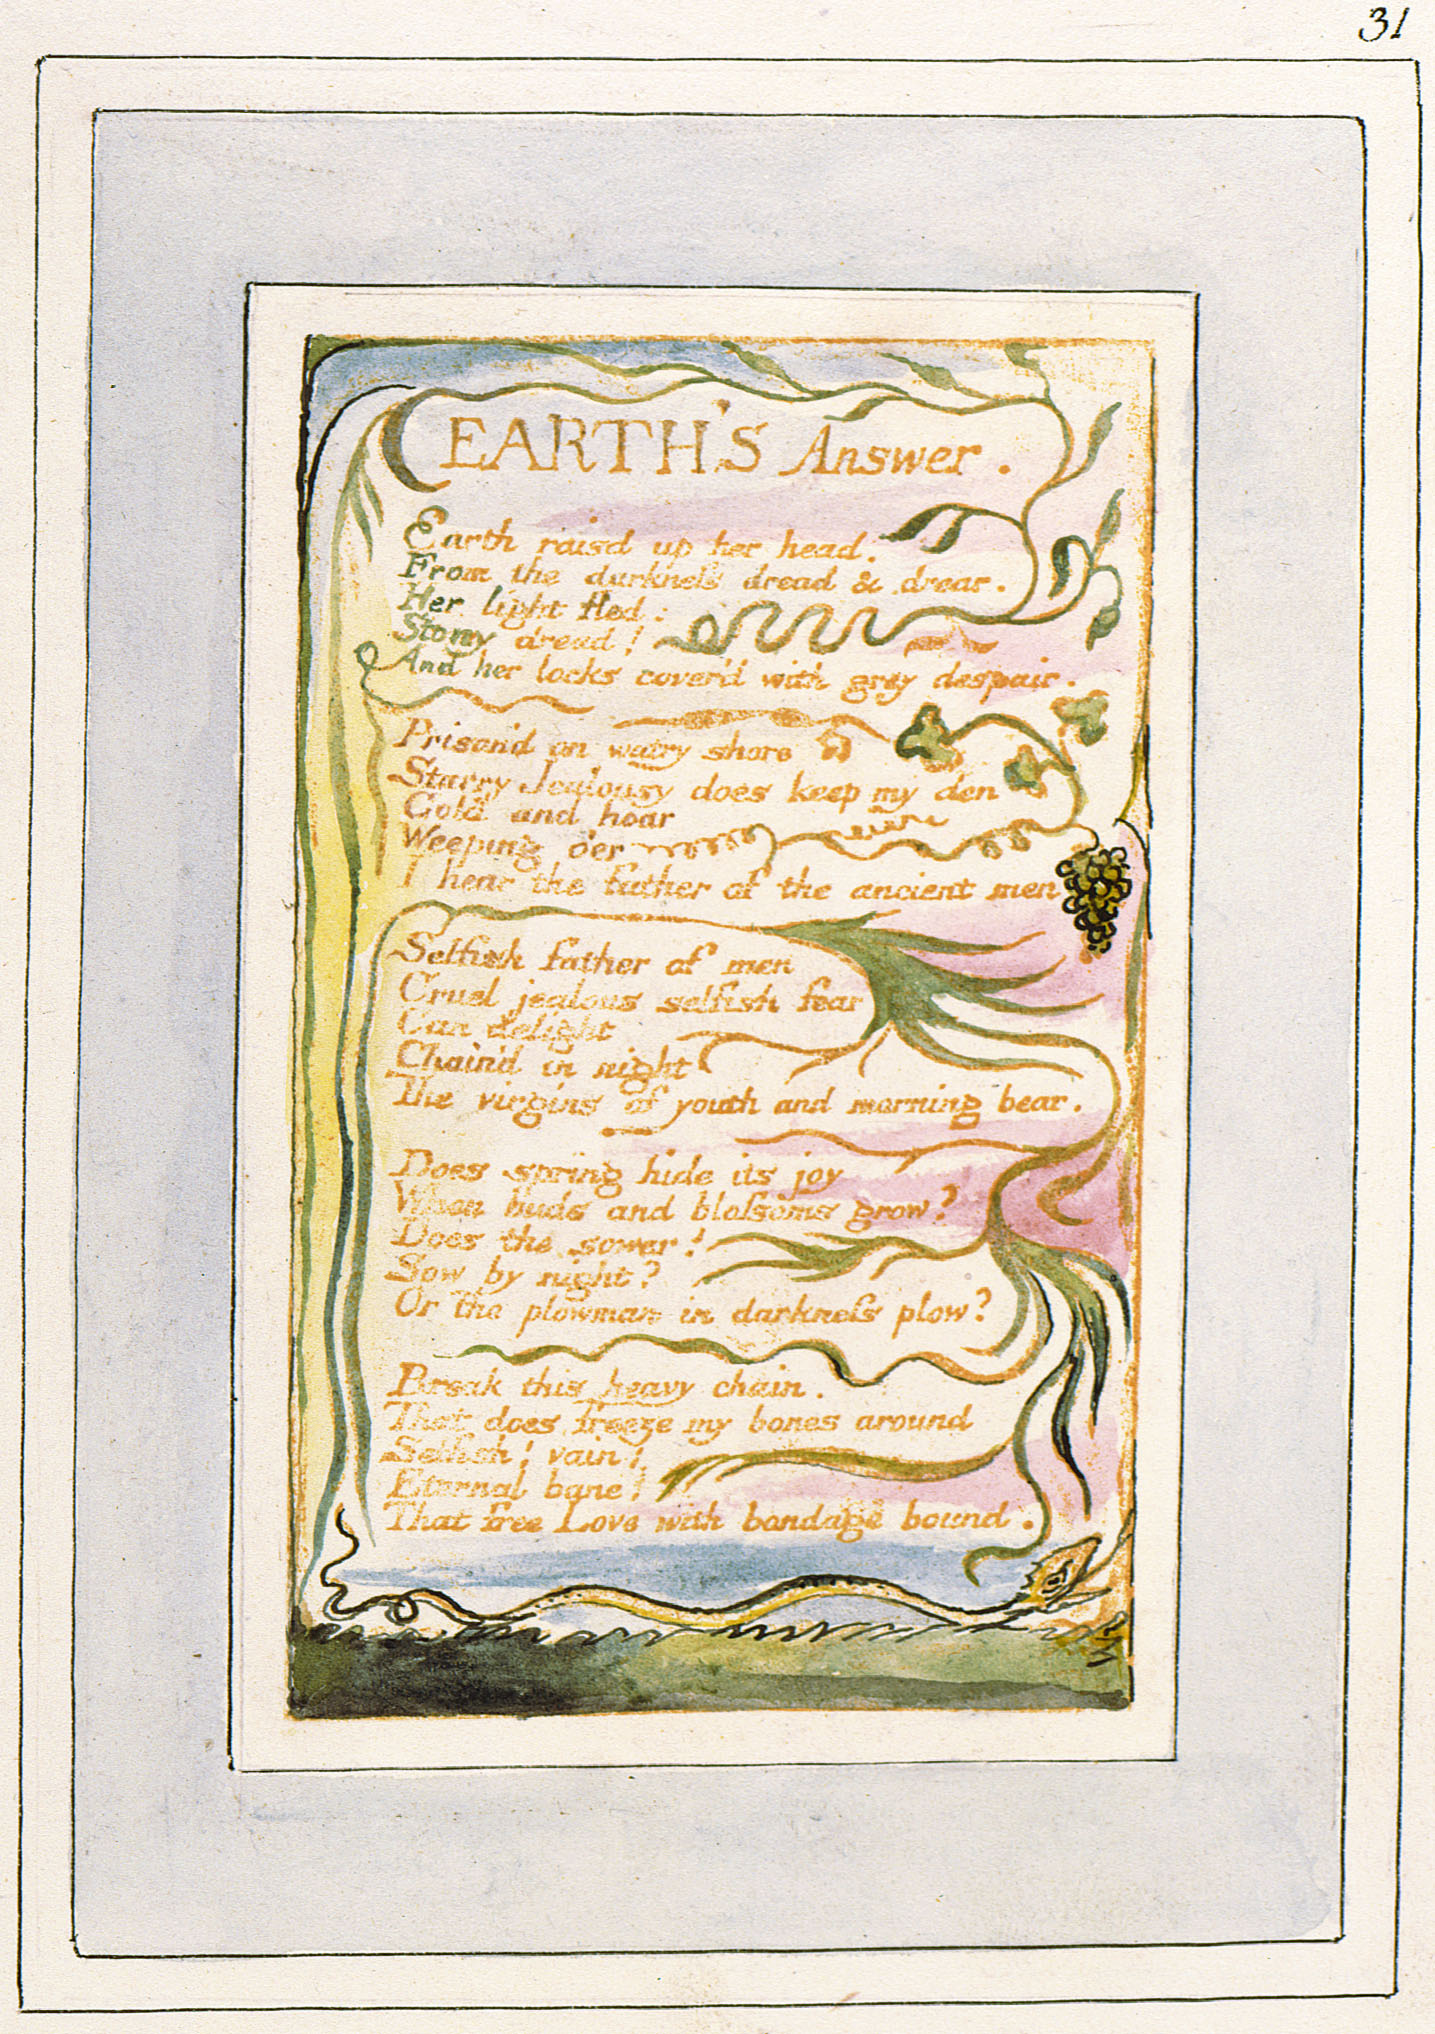 31
EARTH'S Answer.
Earth raisd up her head.
From the darkneſs dread & drear.
Her light fled:
Stony dread!
And her locks cover'd with grey despair.
Prison'd on watry shore
Starry Jealousy does keep my den
Cold and hoar
Weeping o'er
I hear the father of the ancient men
Selfish father of men
Cruel jealous selfish fear
Can delight
Chain'd in night
The virgins of youth and morning bear.
Does spring hide its joy
When buds and bloſsoms grow?
Does the sower!
Sow by night?
Or the plowman in darkneſs plow?
Break this heavy chain.
That does freeze my bones around
Selfish! vain!
Eternal bane!
That free Love with bondage bound.